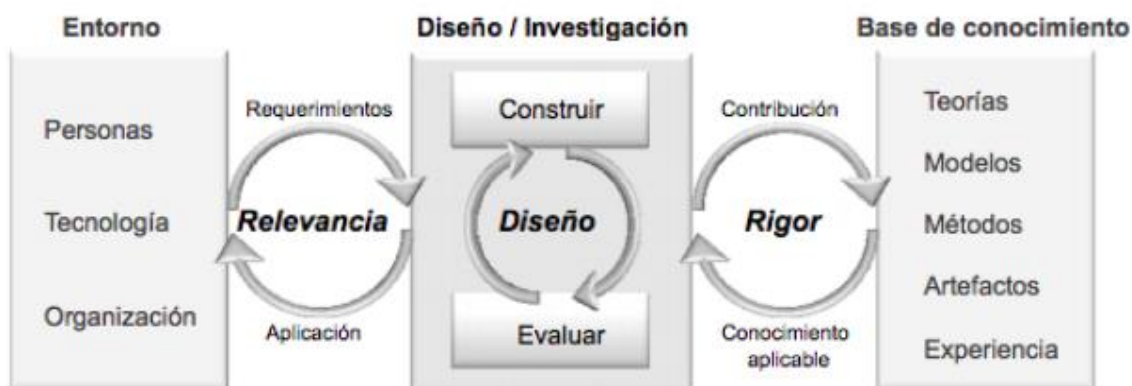 Entorno
Personas
Tecnología
Organización
Requerimientos
Relevancia
Aplicación
Diseño / Investigación
Construir
Diseño
Evaluar
Contribución
Rigor
Conocimiento
aplicable
Base de conocimiento
Teorías
Modelos
Métodos
Artefactos
Experiencia